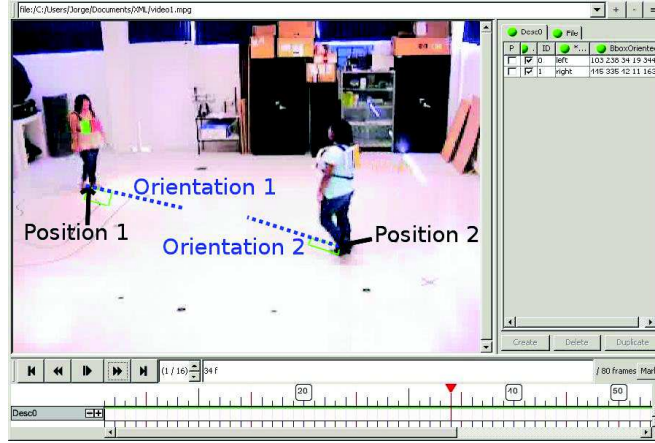 file:/C:/Users/Jorge/Documents/XML/video1.mpg
Desc0 File
P ID *... BboxOriented
0 left 103 238 34 19 344
1 right 445 335 42 11 163
Orientation 1
Position 1
Orientation 2
Position 2
Create Delete Duplicate
(1 / 16) 34 f / 80 frames Mark
20 40 50
Desc0